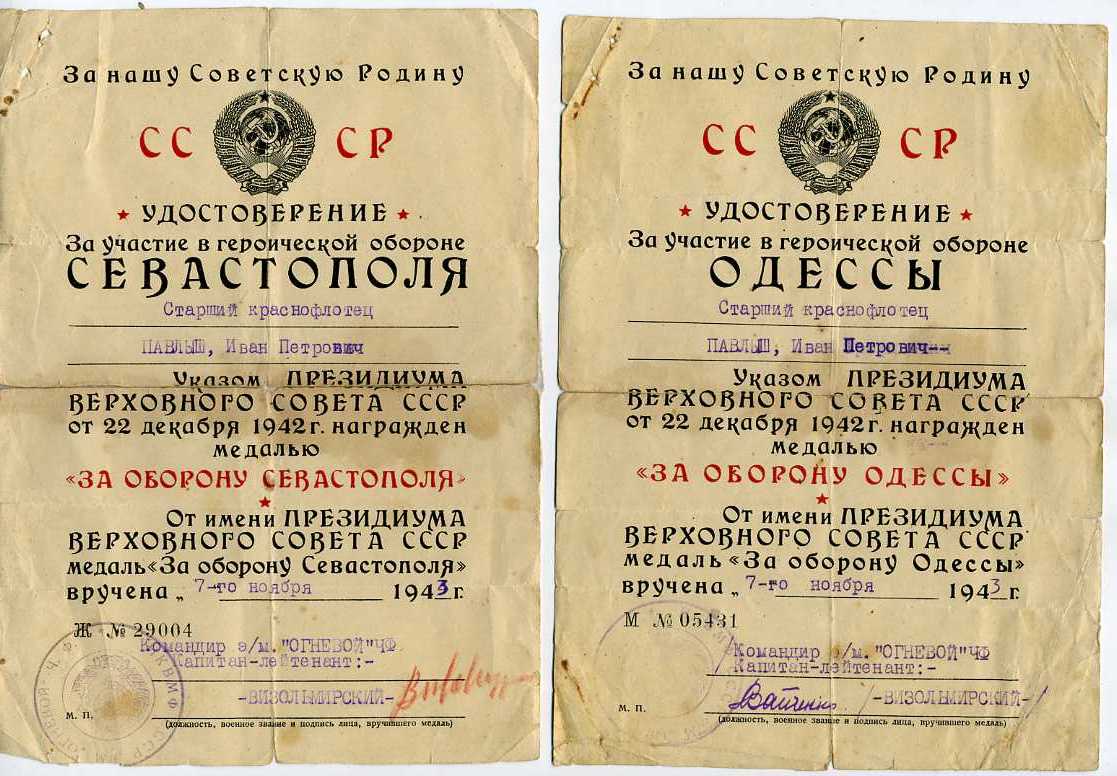 За нашу Советскую Родину
СС СР
УДОСТОВЕРЕНИЕ
За участие в героической обороне
СЕВАСТОПОЛЯ
Старший краснофлотец
ПАВЛЫШ, Иван Петрович
Указом ПРЕЗИДИУМА
ВЕРХОВНОГО СОВЕТА СССР
от 22 декабря 1942 г. награжден
медалью
«ЗА ОБОРОНУ СЕВАСТОПОЛЯ»
От имени ПРЕЗИДИУМА
ВЕРХОВНОГО СОВЕТА СССР
медаль «За оборону Севастополя»
вручена „ 7-го ноября 1943 г.
Ж № 29004
Командир э/м. "ОГНЕВОЙ" ЧФ
Капитан-лейтенант:-
-ВИЗОЛЬМИРСКИЙ-
М. П.
(должность, военное звание и подпись лица, вручившего медаль)
За нашу Советскую Родину
СС СР
УДОСТОВЕРЕНИЕ
За участие в героической обороне
ОДЕССЫ
Старший краснофлотец
ПАВЛЫШ, Иван Петрович--
Указом ПРЕЗИДИУМА
ВЕРХОВНОГО СОВЕТА СССР
от 22 декабря 1942 г. награжден
медалью
«ЗА ОБОРОНУ ОДЕССЫ»
От имени ПРЕЗИДИУМА
ВЕРХОВНОГО СОВЕТА СССР
медаль «За оборону Одессы»
вручена „ 7-го ноября 1943 г.
М № 05431
Командир э/м. "ОГНЕВОЙ" ЧФ
/ Капитан-лейтенант:-
/-ВИЗОЛЬМИРСКИЙ-/
М. П.
(должность, военное звание и подпись лица, вручившего медаль)